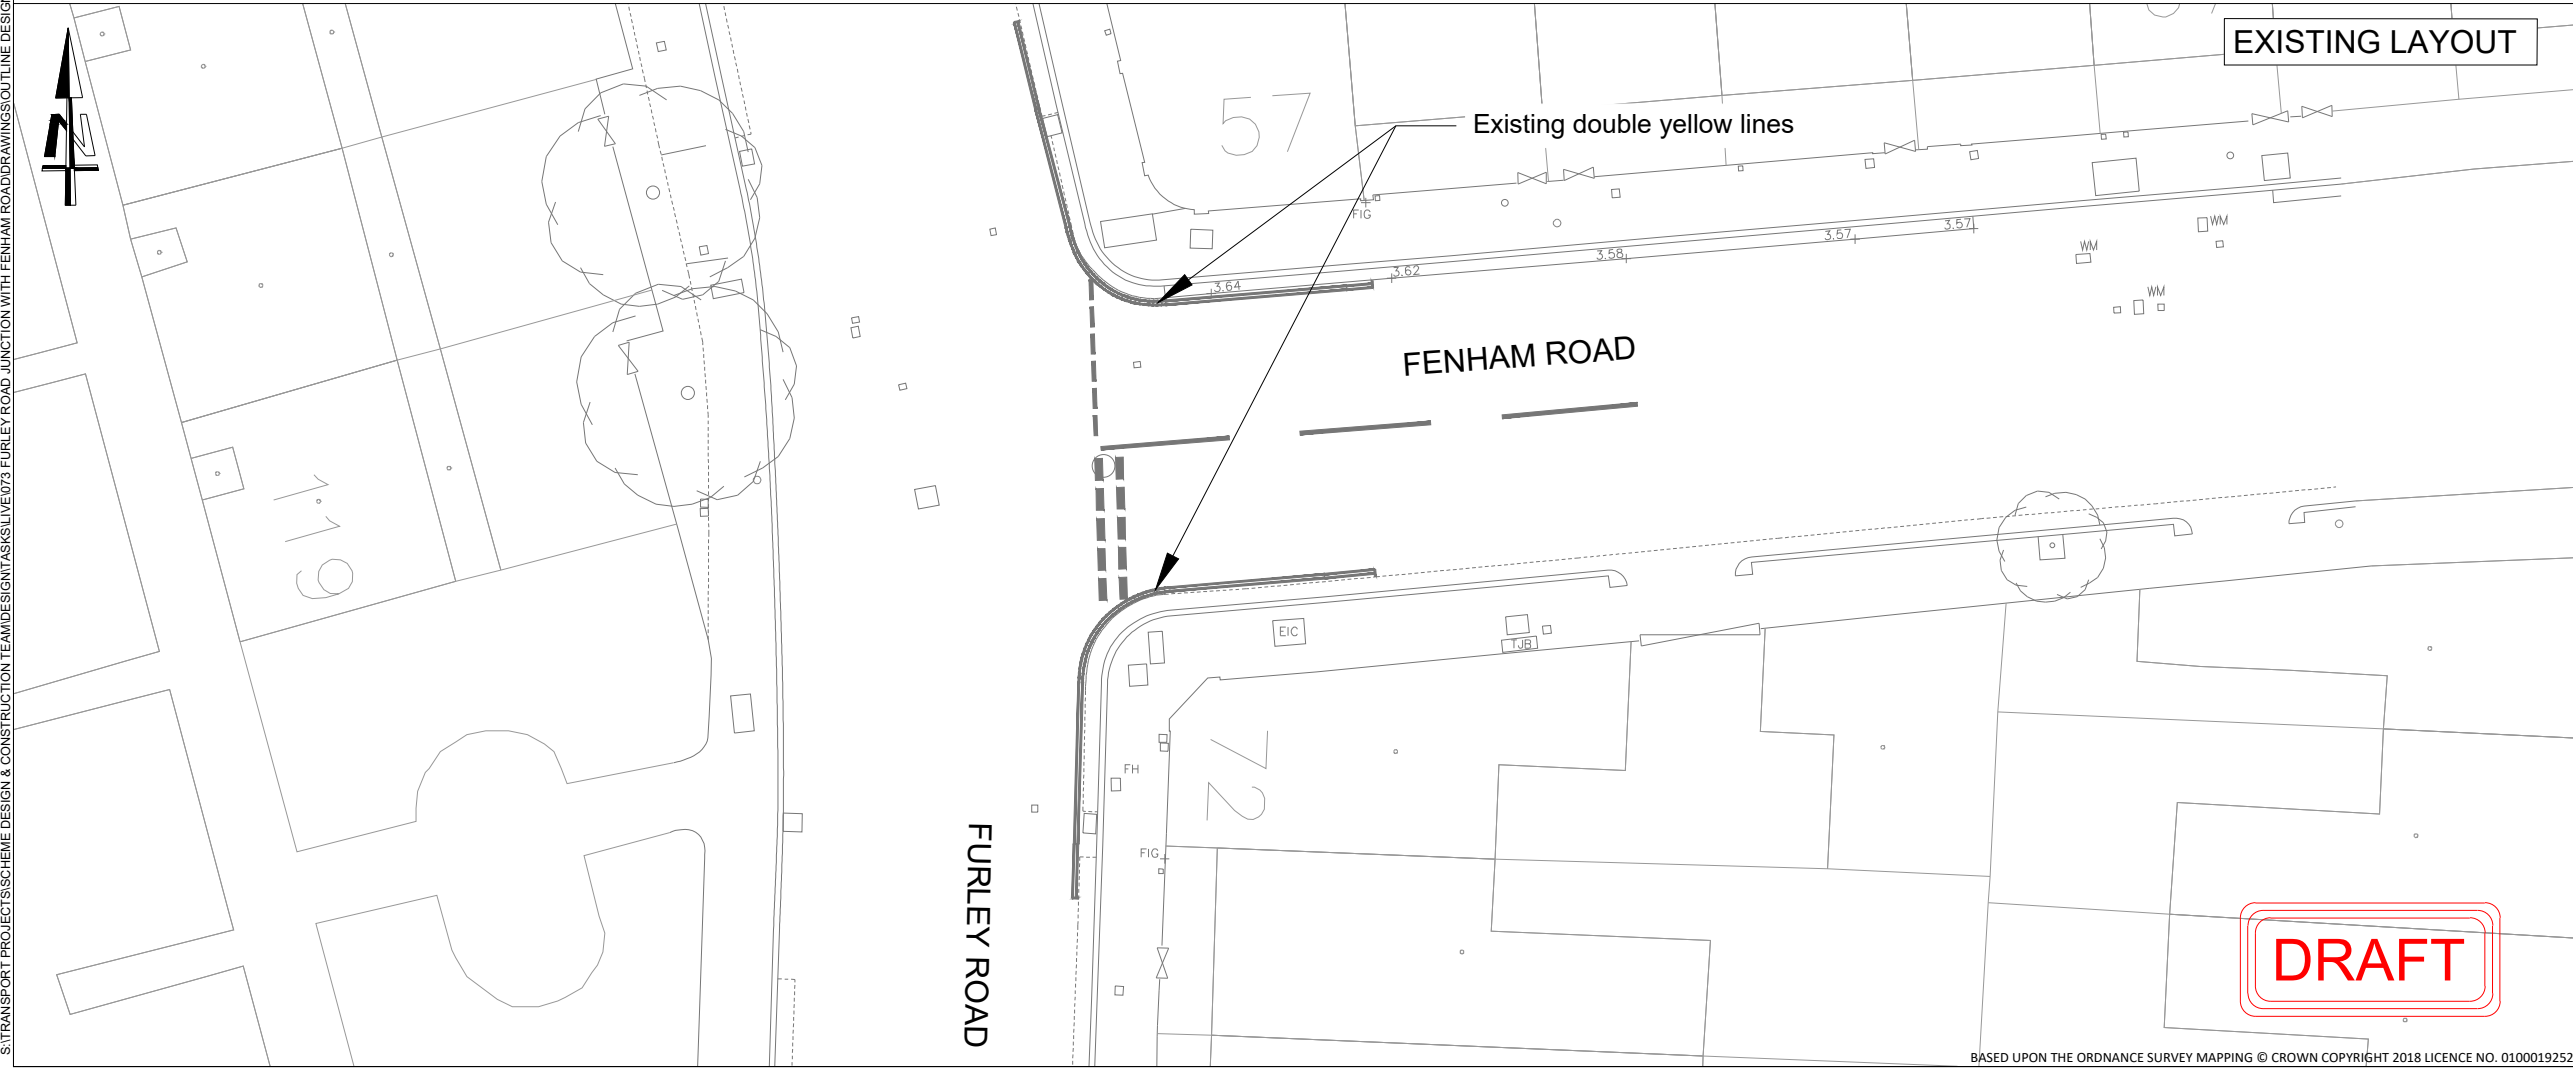 S:\TRANSPORT PROJECTS\SCHEME DESIGN & CONSTRUCTION TEAM\DESIGN\TASKS\LIVE\073 FURLEY ROAD JUNCTION WITH FENHAM ROAD\DRAWINGS\OUTLINE DESIGN
EXISTING LAYOUT
N
57
Existing double yellow lines
FIG
3.64
3.62
3.58
3.57
3.57
WM
WM
WM
FENHAM ROAD
16
EIC
TJB
72
FH
FIG
FURLEY ROAD
DRAFT
BASED UPON THE ORDNANCE SURVEY MAPPING © CROWN COPYRIGHT 2018 LICENCE NO. 0100019252